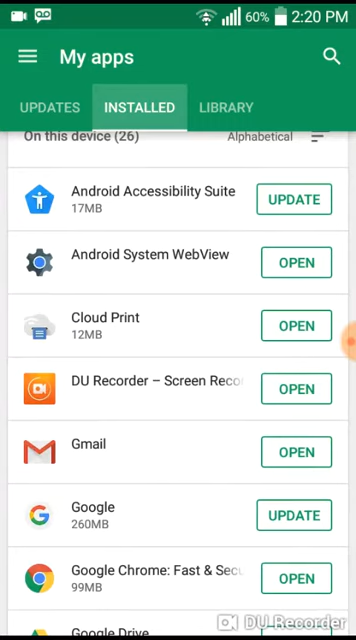 60% 2:20 PM
My apps
UPDATES INSTALLED LIBRARY
On this device (26) Alphabetical
Android Accessibility Suite
17MB
UPDATE
Android System WebView
OPEN
Cloud Print
12MB
OPEN
DU Recorder – Screen Reco
OPEN
Gmail
OPEN
Google
260MB
UPDATE
Google Chrome: Fast & Secu
99MB
OPEN
Google Drive
DU Recorder